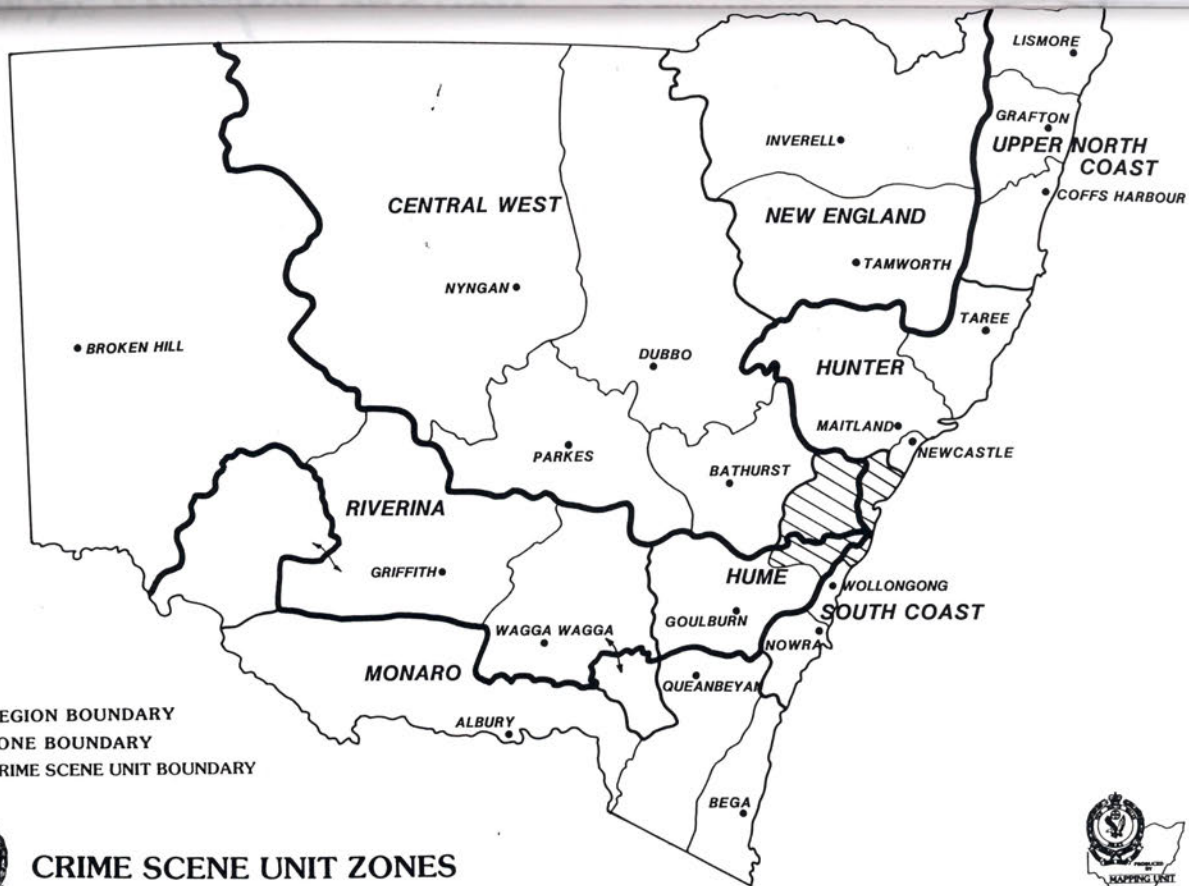 LISMORE
GRAFTON
UPPER NORTH
COAST
COFFS HARBOUR
INVERELL
CENTRAL WEST
NEW ENGLAND
TAMWORTH
NYNGAN
TAREE
BROKEN HILL
DUBBO
HUNTER
MAITLAND
NEWCASTLE
PARKES
BATHURST
RIVERINA
GRIFFITH
HUME
WOLLONGONG
SOUTH COAST
GOULBURN
WAGGA WAGGA
NOWRA
MONARO
QUEANBEYAN
ALBURY
BEGA
EGION BOUNDARY
ONE BOUNDARY
RIME SCENE UNIT BOUNDARY
CRIME SCENE UNIT ZONES
PRODUCED
BY
MAPPING UNIT